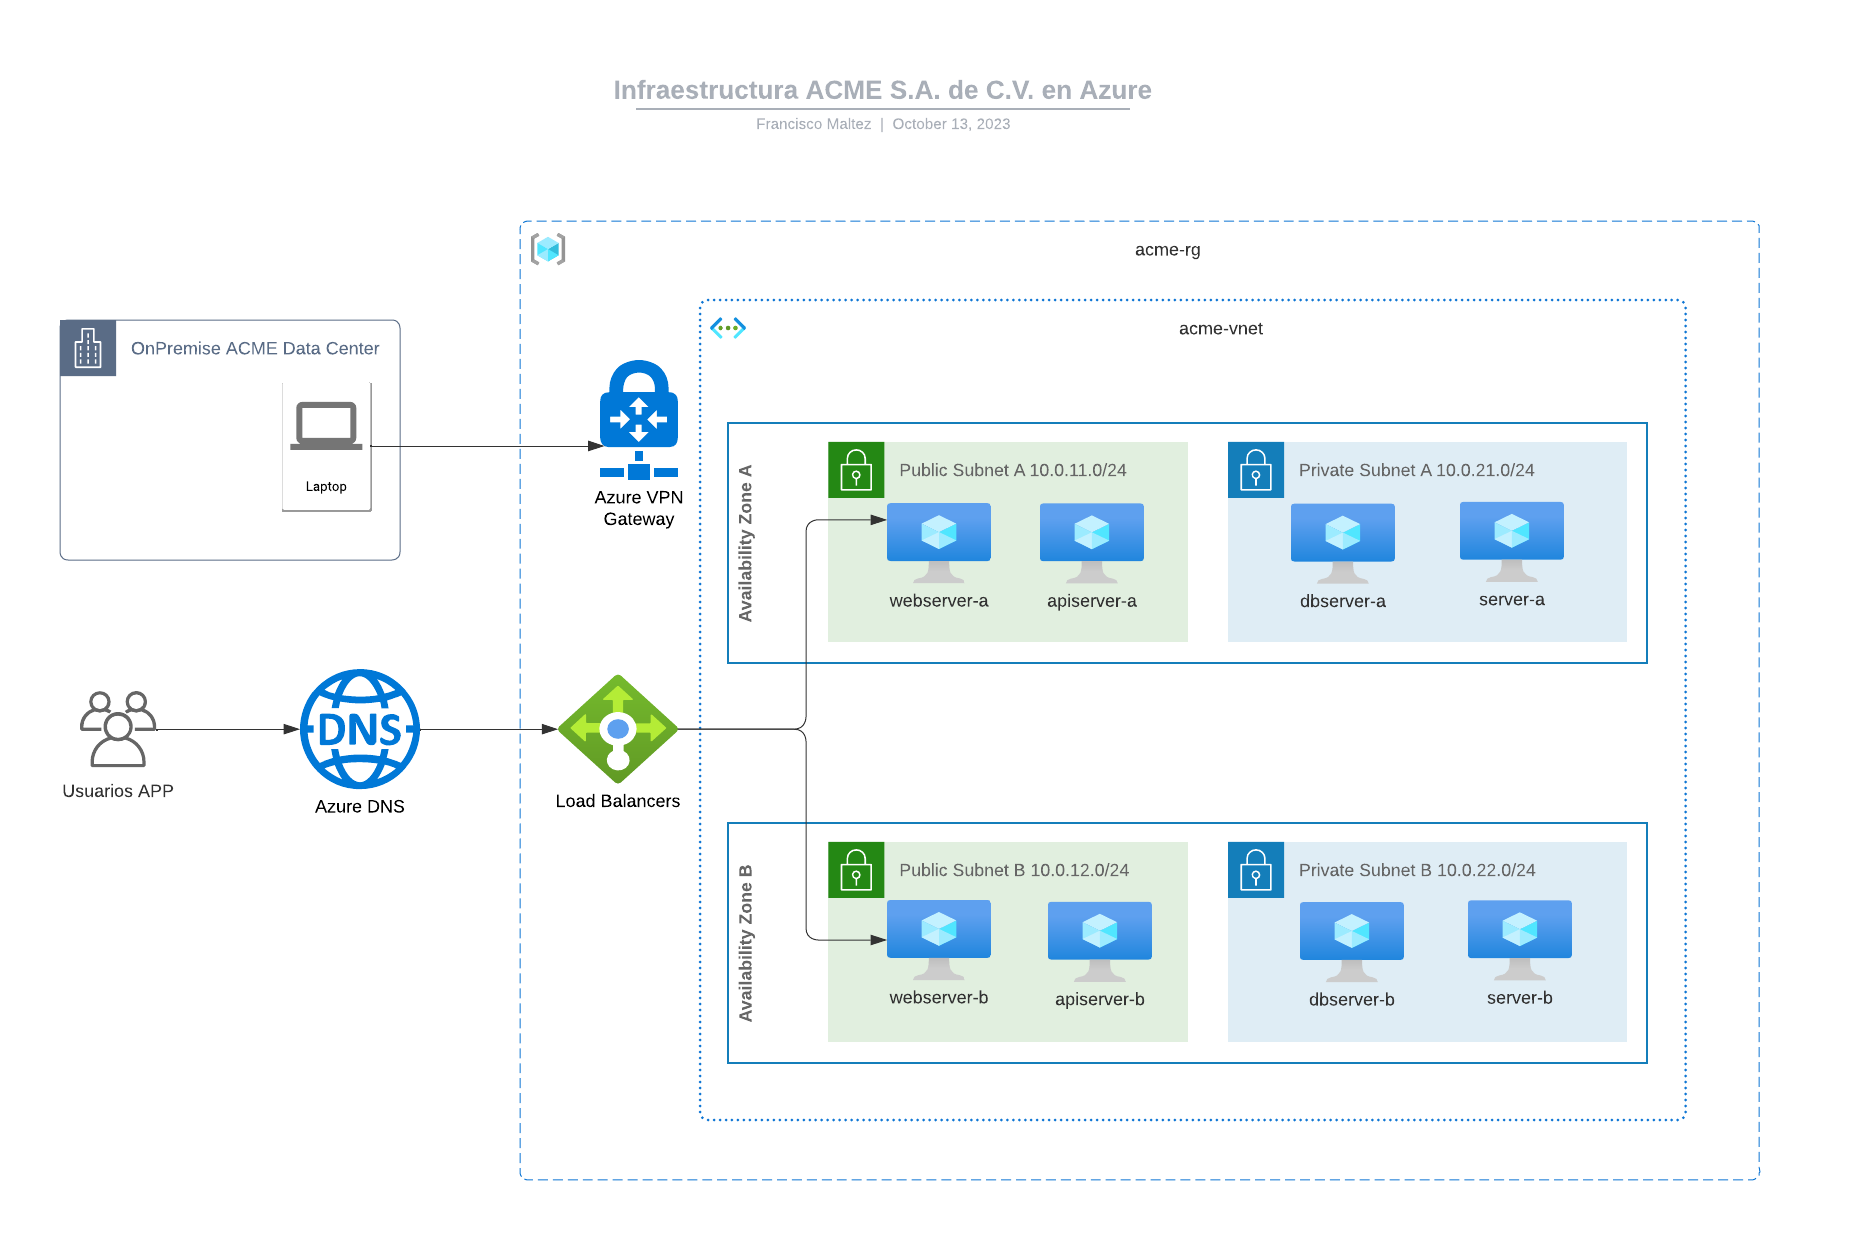 Infraestructura ACME S.A. de C.V. en Azure
Francisco Maltez | October 13, 2023
acme-rg
acme-vnet
OnPremise ACME Data Center
Laptop
Azure VPN
Gateway
Availability Zone A
Public Subnet A 10.0.11.0/24
webserver-a
apiserver-a
Private Subnet A 10.0.21.0/24
dbserver-a
server-a
Usuarios APP
DNS
Azure DNS
Load Balancers
Availability Zone B
Public Subnet B 10.0.12.0/24
webserver-b
apiserver-b
Private Subnet B 10.0.22.0/24
dbserver-b
server-b